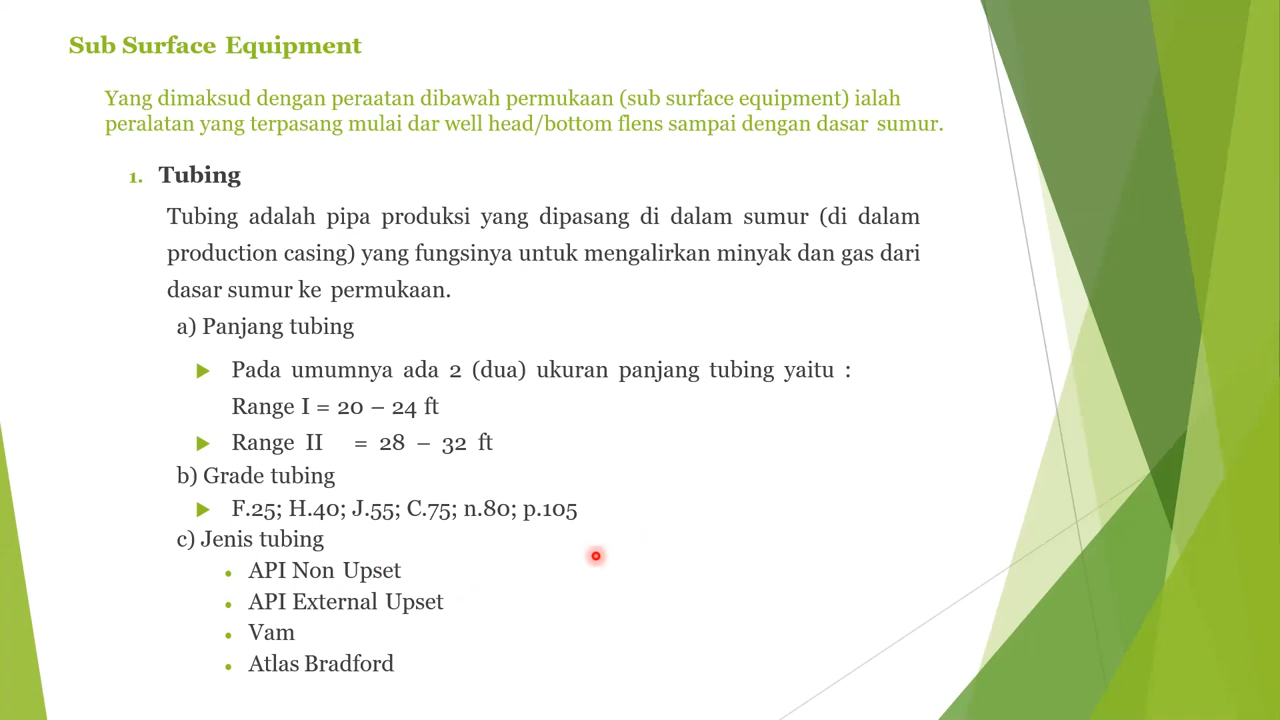 Sub Surface Equipment
Yang dimaksud dengan peraatan dibawah permukaan (sub surface equipment) ialah
peralatan yang terpasang mulai dar well head/bottom flens sampai dengan dasar sumur.
1. Tubing
Tubing adalah pipa produksi yang dipasang di dalam sumur (di dalam
production casing) yang fungsinya untuk mengalirkan minyak dan gas dari
dasar sumur ke permukaan.
a) Panjang tubing
Pada umumnya ada 2 (dua) ukuran panjang tubing yaitu :
Range I = 20 – 24 ft
Range II = 28 – 32 ft
b) Grade tubing
F.25; H.40; J.55; C.75; n.80; p.105
c) Jenis tubing
• API Non Upset
• API External Upset
• Vam
• Atlas Bradford